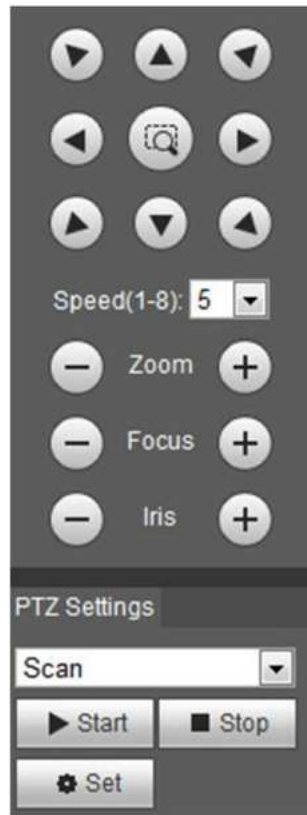 Speed(1-8): 5
Zoom
Focus
Iris
PTZ Settings
Scan
Start Stop
Set